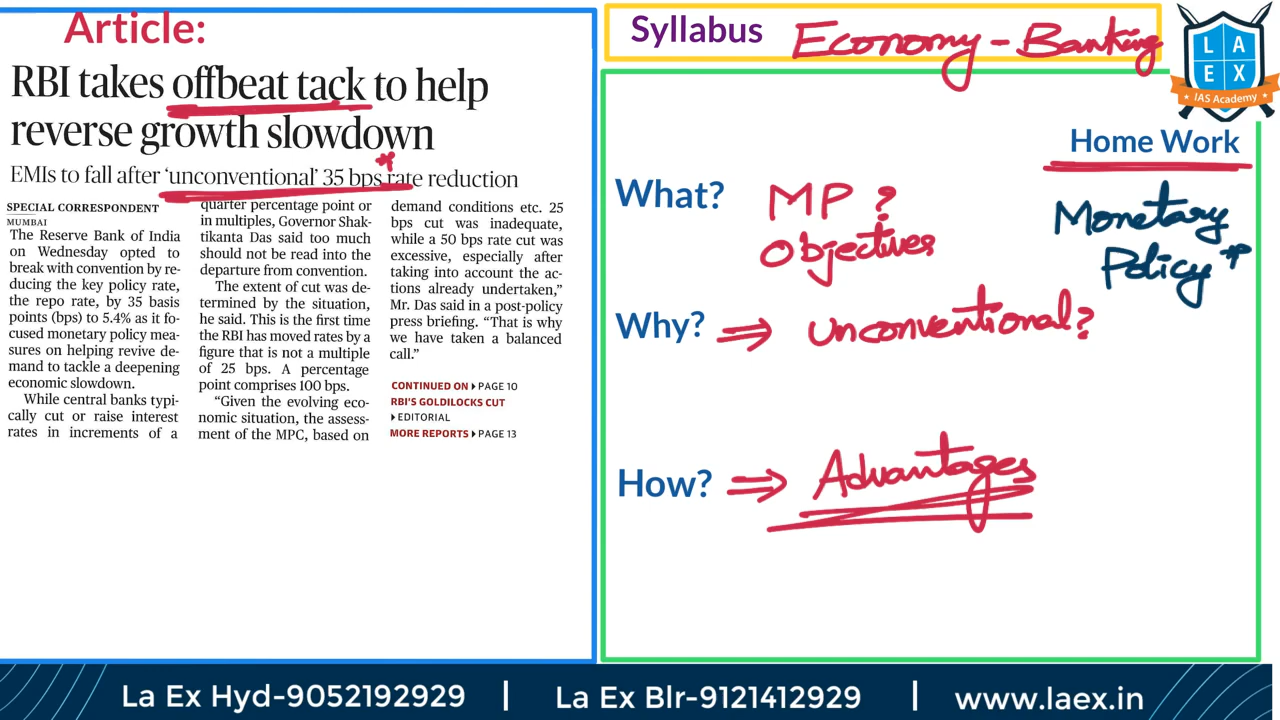 Article:
RBI takes offbeat tack to help
reverse growth slowdown
EMIs to fall after ‘unconventional’ 35 bps rate reduction
SPECIAL CORRESPONDENT
MUMBAI
The Reserve Bank of India
on Wednesday opted to
break with convention by re-
ducing the key policy rate,
the repo rate, by 35 basis
points (bps) to 5.4% as it fo-
cused monetary policy mea-
sures on helping revive de-
mand to tackle a deepening
economic slowdown.
While central banks typi-
cally cut or raise interest
rates in increments of a
quarter percentage point or
in multiples, Governor Shak-
tikanta Das said too much
should not be read into the
departure from convention.
The extent of cut was de-
termined by the situation,
he said. This is the first time
the RBI has moved rates by a
figure that is not a multiple
of 25 bps. A percentage
point comprises 100 bps.
“Given the evolving eco-
nomic situation, the assess-
ment of the MPC, based on
demand conditions etc. 25
bps cut was inadequate,
while a 50 bps rate cut was
excessive, especially after
taking into account the ac-
tions already undertaken,”
Mr. Das said in a post-policy
press briefing. “That is why
we have taken a balanced
call.”
CONTINUED ON PAGE 10
RBI'S GOLDILOCKS CUT
EDITORIAL
MORE REPORTS PAGE 13
Syllabus Economy - Banking
LA
EX
IAS Academy
Home Work
Monetary
Policy *
What? MP ?
Objectives
Why? ⇒ unconventional?
How? ⇒ Advantages
La Ex Hyd-9052192929 | La Ex Blr-9121412929 | www.laex.in